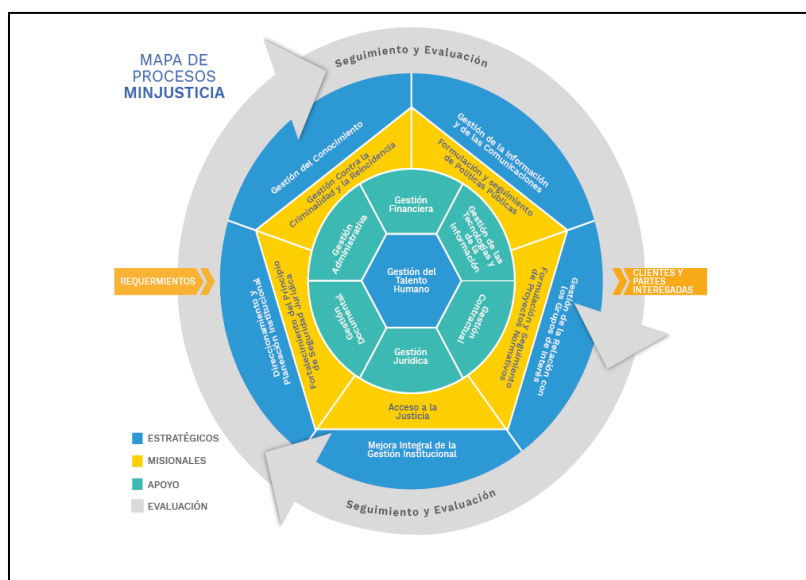 MAPA DE
PROCESOS
MINJUSTICIA
Seguimiento y Evaluación
Gestión del Conocimiento
Gestión de la Información
y de las Comunicaciones
Gestión Contra la
Criminalidad y la Reincidencia
Formulación y seguimiento
de Políticas Públicas
Gestión
Financiera
Gestión
Administrativa
Gestión de las
Tecnologías y
de la
Información
Gestión del
Talento
Humano
REQUERMIENTOS
CLIENTES Y
PARTES
INTERESADAS
Direccionamiento y
Planeación Institucional
Fortalecimiento del Principio
de Seguridad Jurídica
Formulación y Seguimiento
de Proyectos Normativos
Gestión de la Relación con
Los Grupos de Interés
Gestión
Documental
Gestión
Contractual
Gestión
Jurídica
Acceso a la
Justicia
Mejora Integral de la
Gestión Institucional
ESTRATÉGICOS
MISIONALES
APOYO
EVALUACIÓN
Seguimiento y Evaluación